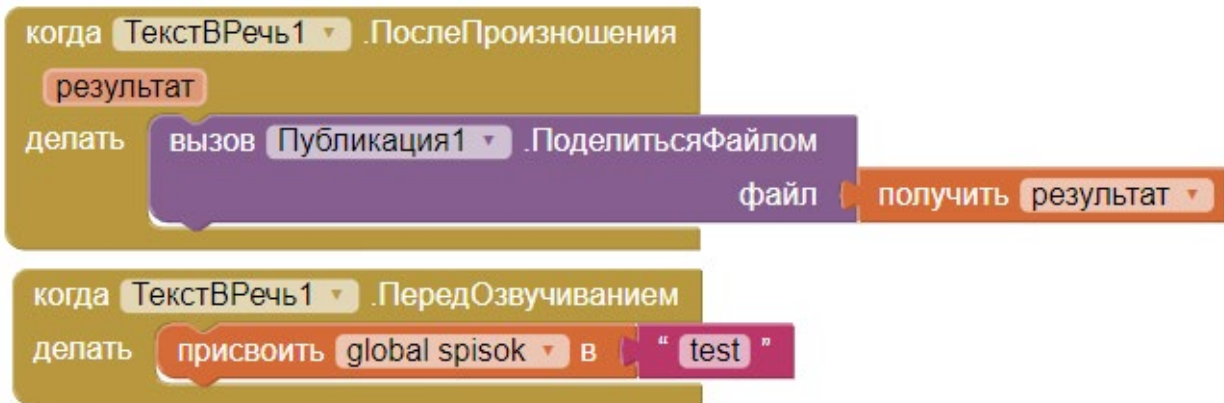 когда ТекстВРечь1 .ПослеПроизношения
результат
делать вызов Публикация1 .ПоделитьсяФайлом
файл получить результат
когда ТекстВРечь1 .ПередОзвучиванием
делать присвоить global spisok в " test "